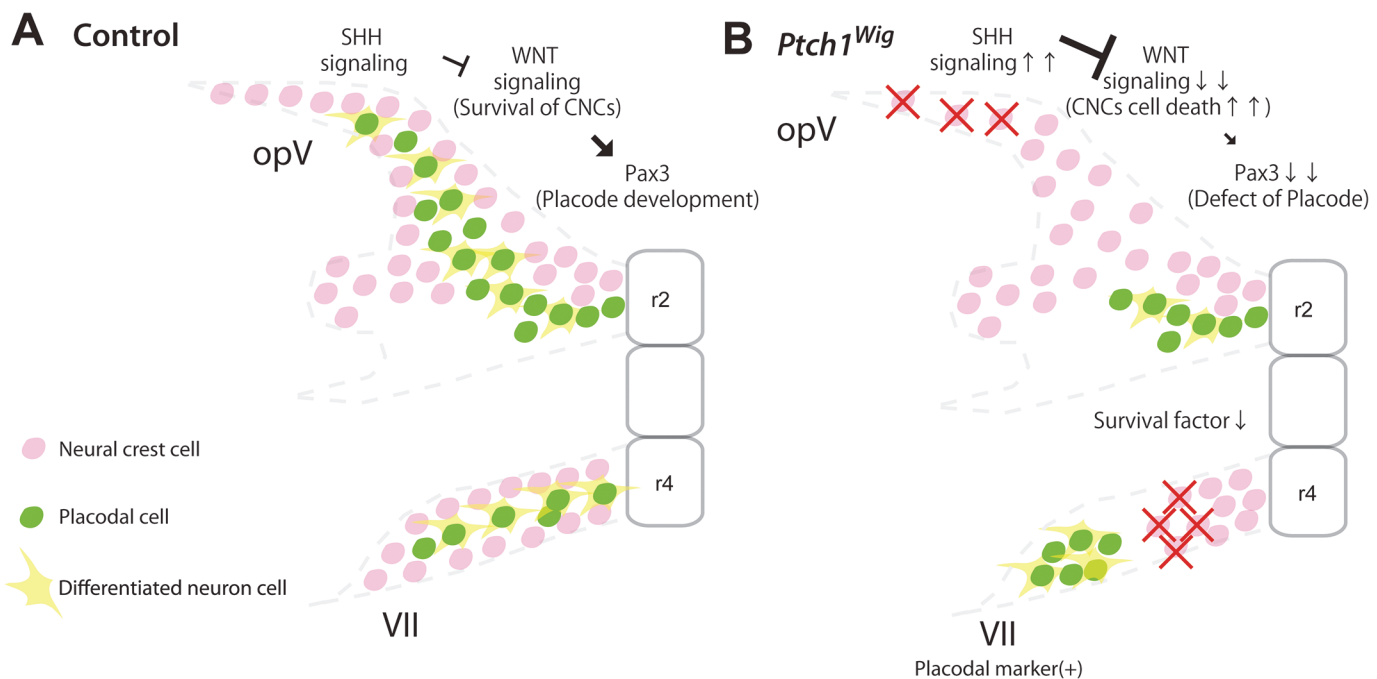 A Control
SHH
signaling
WNT
signaling
(Survival of CNCs)
opV
Pax3
(Placode development)
r2
r4
Neural crest cell
Placodal cell
Differentiated neuron cell
VII
B Ptch1Wig
SHH
signaling ↑ ↑
WNT
signaling ↓ ↓
(CNCs cell death ↑ ↑)
opV
Pax3 ↓ ↓
(Defect of Placode)
r2
Survival factor ↓
r4
VII
Placodal marker(+)